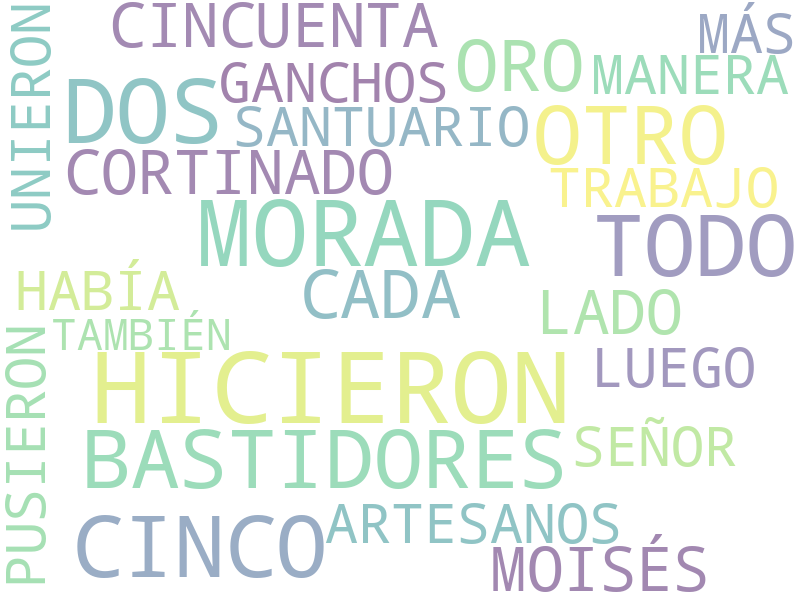 UNIERON
CINCUENTA
MÁS
GANCHOS
ORO
MANERA
DOS
SANTUARIO
OTRO
CORTINADO
TRABAJO
MORADA
TODO
HABÍA
CADA
LADO
TAMBIÉN
PUSIERON
HICIERON
LUEGO
BASTIDORES
SEÑOR
CINCO
ARTESANOS
MOISÉS